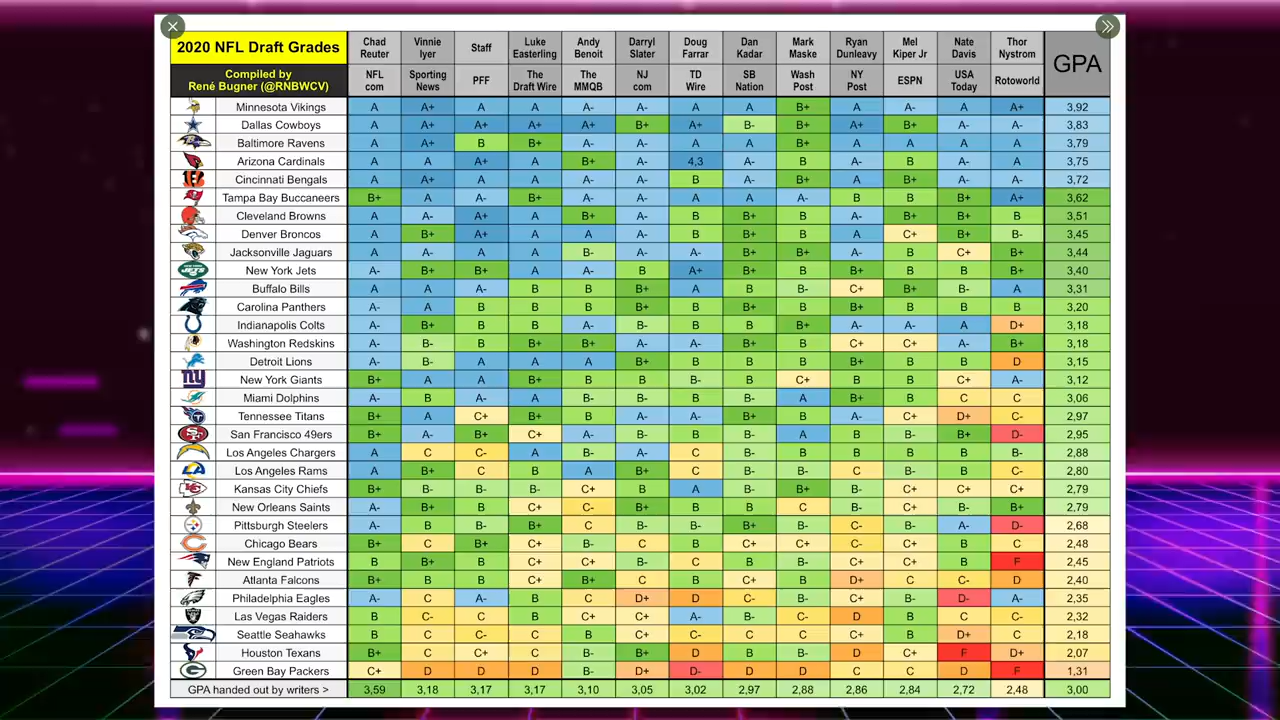 2020 NFL Draft Grades Chad Reuter Vinnie Iyer Staff Luke Easterling Andy Benoit Darryl Slater Doug Farrar Dan Kadar Mark Maske Ryan Dunleavy Mel Kiper Jr Nate Davis Thor Nystrom GPA
Compiled by René Bugner (@RNBWCV) NFL com Sporting News PFF The Draft Wire The MMQB NJ com TD Wire SB Nation Wash Post NY Post ESPN USA Today Rotoworld
Minnesota Vikings A A+ A A A- A- A A B+ A A- A A+ 3,92
Dallas Cowboys A A+ A+ A+ A+ B+ A+ B- B+ A+ B+ A- A- 3,83
Baltimore Ravens A A+ B B+ A- A- A A B+ A A A A 3,79
Arizona Cardinals A A A+ A B+ A- 4,3 A- B A- B A- A 3,75
Cincinnati Bengals A A+ A A A- A- B A- B+ A B+ A- A- 3,72
Tampa Bay Buccaneers B+ A A- B+ A- A- A A A- B B B+ A+ 3,62
Cleveland Browns A A- A+ A B+ A- B B+ B A- B+ B+ B 3,51
Denver Broncos A B+ A+ A A A- B B+ B A- C+ B+ B- 3,45
Jacksonville Jaguars A A- A A B- A- A- B+ B+ A- B C+ B+ 3,44
New York Jets A- B+ B+ A A- B A+ B+ B B+ B B B+ 3,40
Buffalo Bills A A A- B B B+ A B B- C+ B+ B- A 3,31
Carolina Panthers A- A B B B B+ B B+ B B+ B B B 3,20
Indianapolis Colts A- B+ B B A- B- B B B+ A- A- A D+ 3,18
Washington Redskins A- B- B B+ B+ A- A- B+ B C+ C+ A- B+ 3,18
Detroit Lions A- B- A A A B+ B B B B+ B B D 3,15
New York Giants B+ A A B+ B B B- B C+ B B C+ A- 3,12
Miami Dolphins A- B A- A B- B- B B- A B+ B C C 3,06
Tennessee Titans B+ A C+ B+ B A- A- B+ B A- C+ D+ C- 2,97
San Francisco 49ers B+ A- B+ C+ A- B- B B- A B B- B+ D- 2,95
Los Angeles Chargers A C C- A B- A- C B- B B B B B- 2,88
Los Angeles Rams A B+ C B A B+ C B- B- C B- B C- 2,80
Kansas City Chiefs B+ B- B- B- C+ B A B- B+ B- C+ C+ C+ 2,79
New Orleans Saints A- B+ B C+ C- B+ B B C B- C+ B- B+ 2,79
Pittsburgh Steelers A- B B- B+ C B- B- B+ B- C- B- A- D- 2,68
Chicago Bears B+ C B+ C+ B- C B C+ C+ C- C+ B C 2,48
New England Patriots B B+ B C+ C+ B- C B B- C+ C+ B F 2,45
Atlanta Falcons B+ B B C+ B+ C B C+ B D+ C C- D 2,40
Philadelphia Eagles A- C A- B C D+ D C- B- C+ B D- A- 2,35
Las Vegas Raiders B C- C B C+ C+ A- B- C- D B C C- 2,32
Seattle Seahawks B C C- C B C+ C- C C C+ B D+ C 2,18
Houston Texans B+ C C+ C B- B+ D B B- D C+ F D+ 2,07
Green Bay Packers C+ D D D B- D+ D- D D C C D F 1,31
GPA handed out by writers > 3,59 3,18 3,17 3,17 3,10 3,05 3,02 2,97 2,88 2,86 2,84 2,72 2,48 3,00